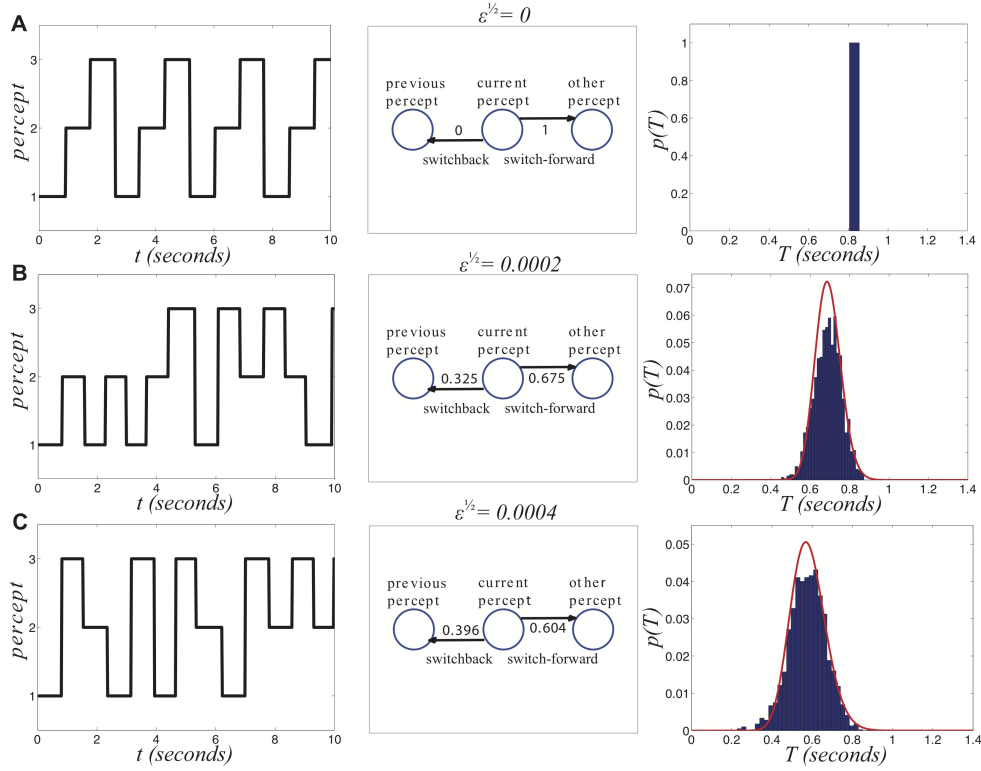 A
ε½= 0
percept
3
2
1
0 2 4 6 8 10
t (seconds)
previous percept
current percept
other percept
0
1
switchback
switch-forward
p(T)
1
0.8
0.6
0.4
0.2
0
0 0.2 0.4 0.6 0.8 1 1.2 1.4
T (seconds)
B
ε½= 0.0002
percept
3
2
1
0 2 4 6 8 10
t (seconds)
previous percept
current percept
other percept
0.325
0.675
switchback
switch-forward
p(T)
0.07
0.06
0.05
0.04
0.03
0.02
0.01
0
0 0.2 0.4 0.6 0.8 1 1.2 1.4
T (seconds)
C
ε½= 0.0004
percept
3
2
1
0 2 4 6 8 10
t (seconds)
previous percept
current percept
other percept
0.396
0.604
switchback
switch-forward
p(T)
0.05
0.04
0.03
0.02
0.01
0
0 0.2 0.4 0.6 0.8 1 1.2 1.4
T (seconds)